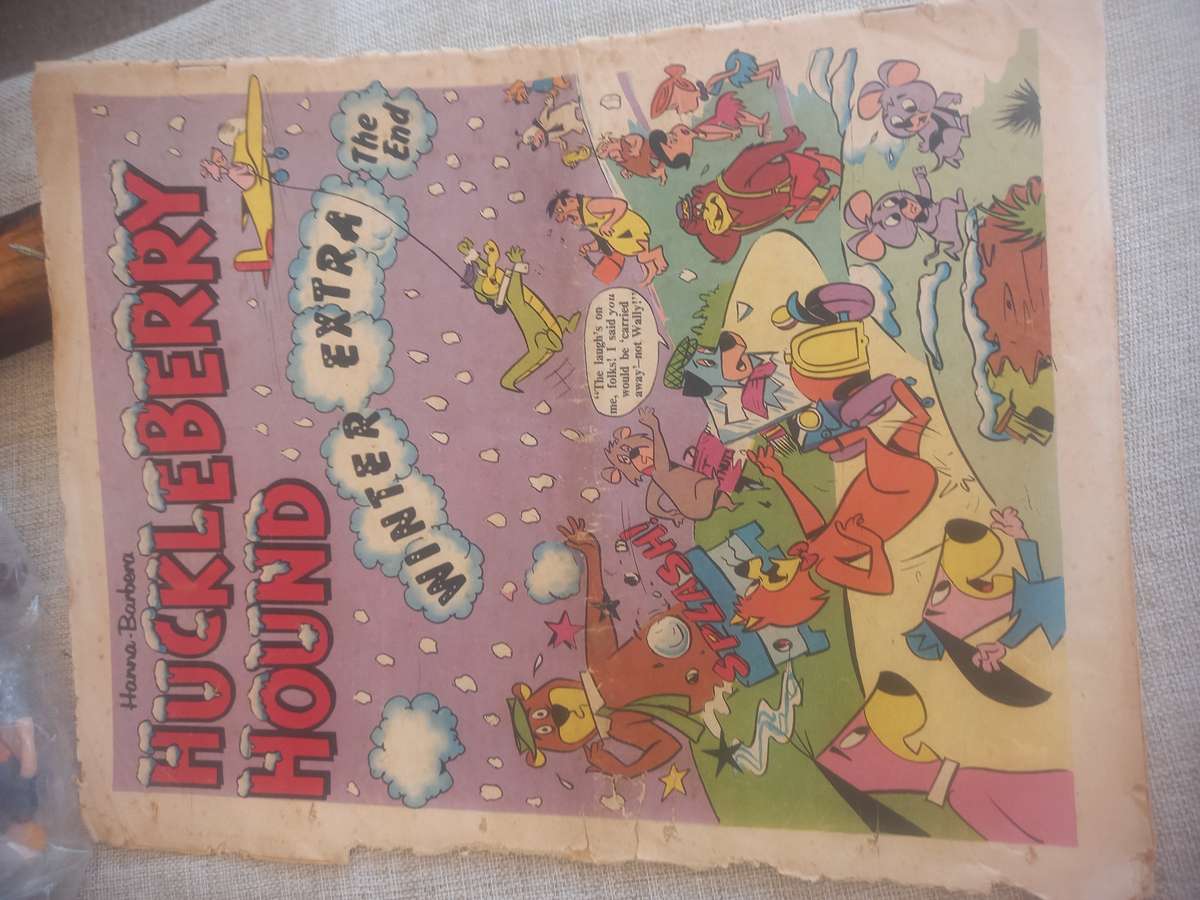 Hanna-Barbera
HUCKLEBERRY
HOUND
WINTER EXTRA
The
End
"The laugh's on
me, folks! I said you
would be 'carried
away'-not Wally!"
SPLASH!